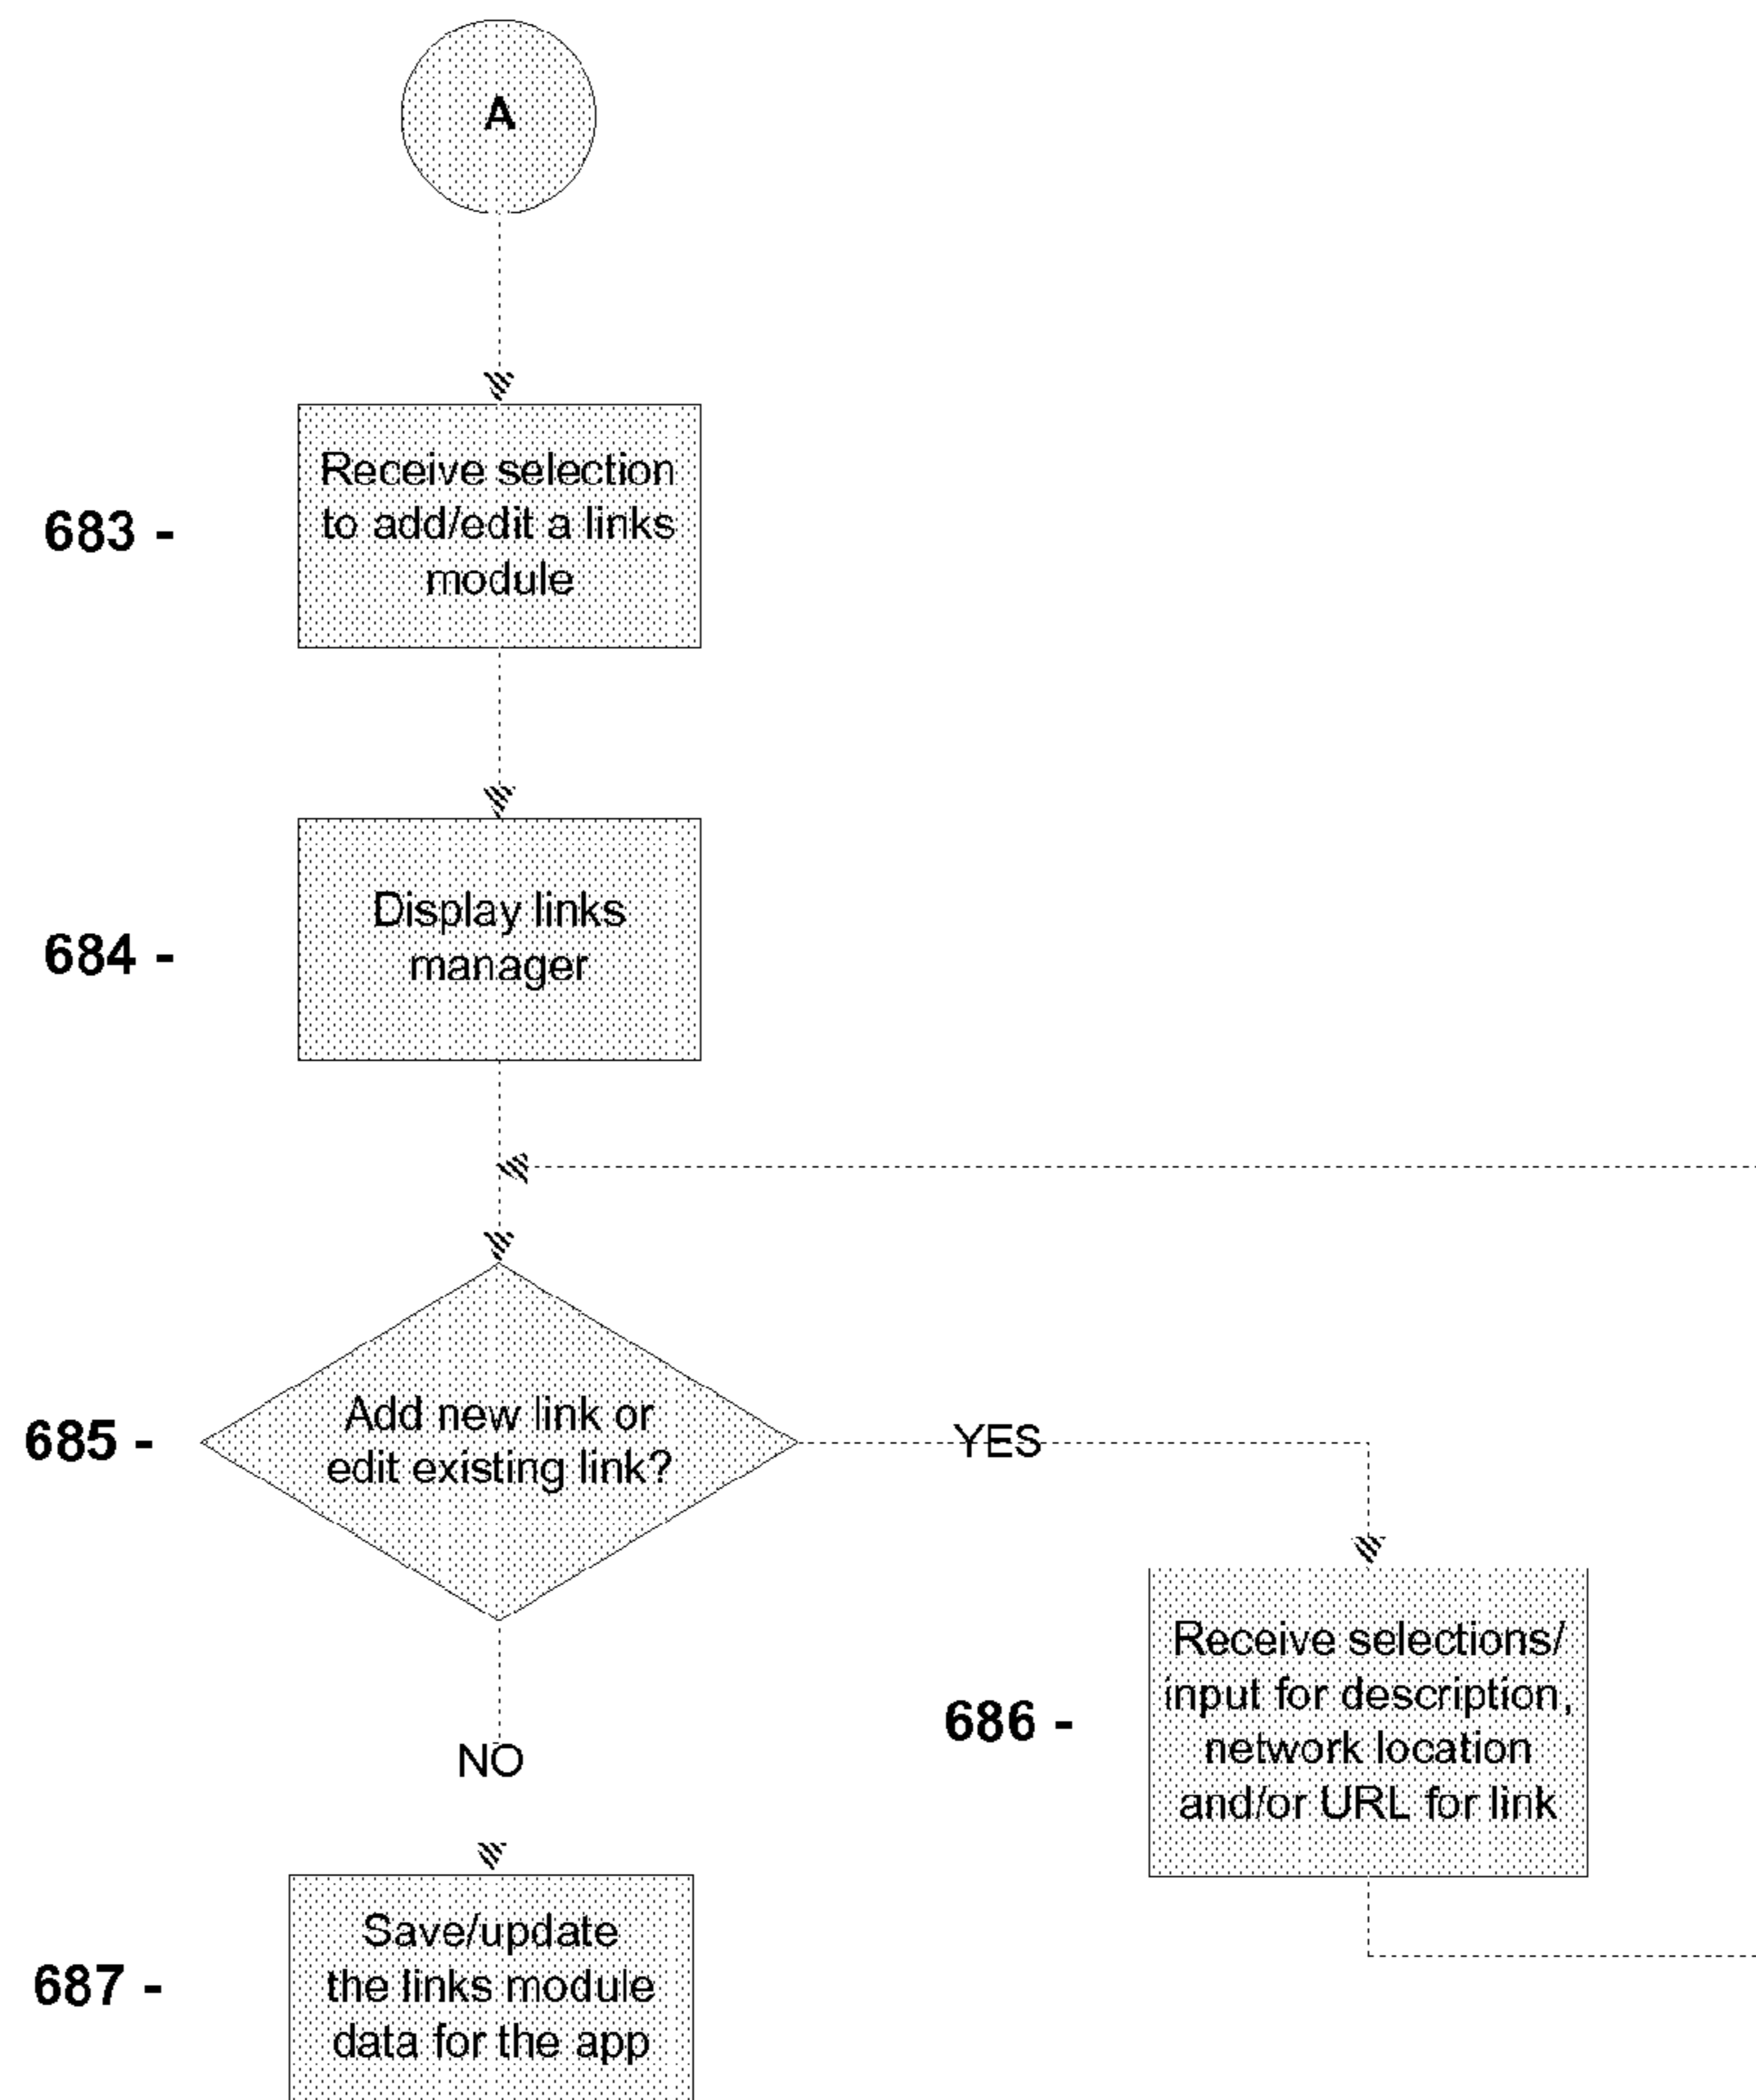 A
683 -
Receive selection
to add/edit a links
module
684 -
Display links
manager
685 -
Add new link or
edit existing link?
YES
686 -
Receive selections/
input for description,
network location
and/or URL for link
NO
687 -
Save/update
the links module
data for the app